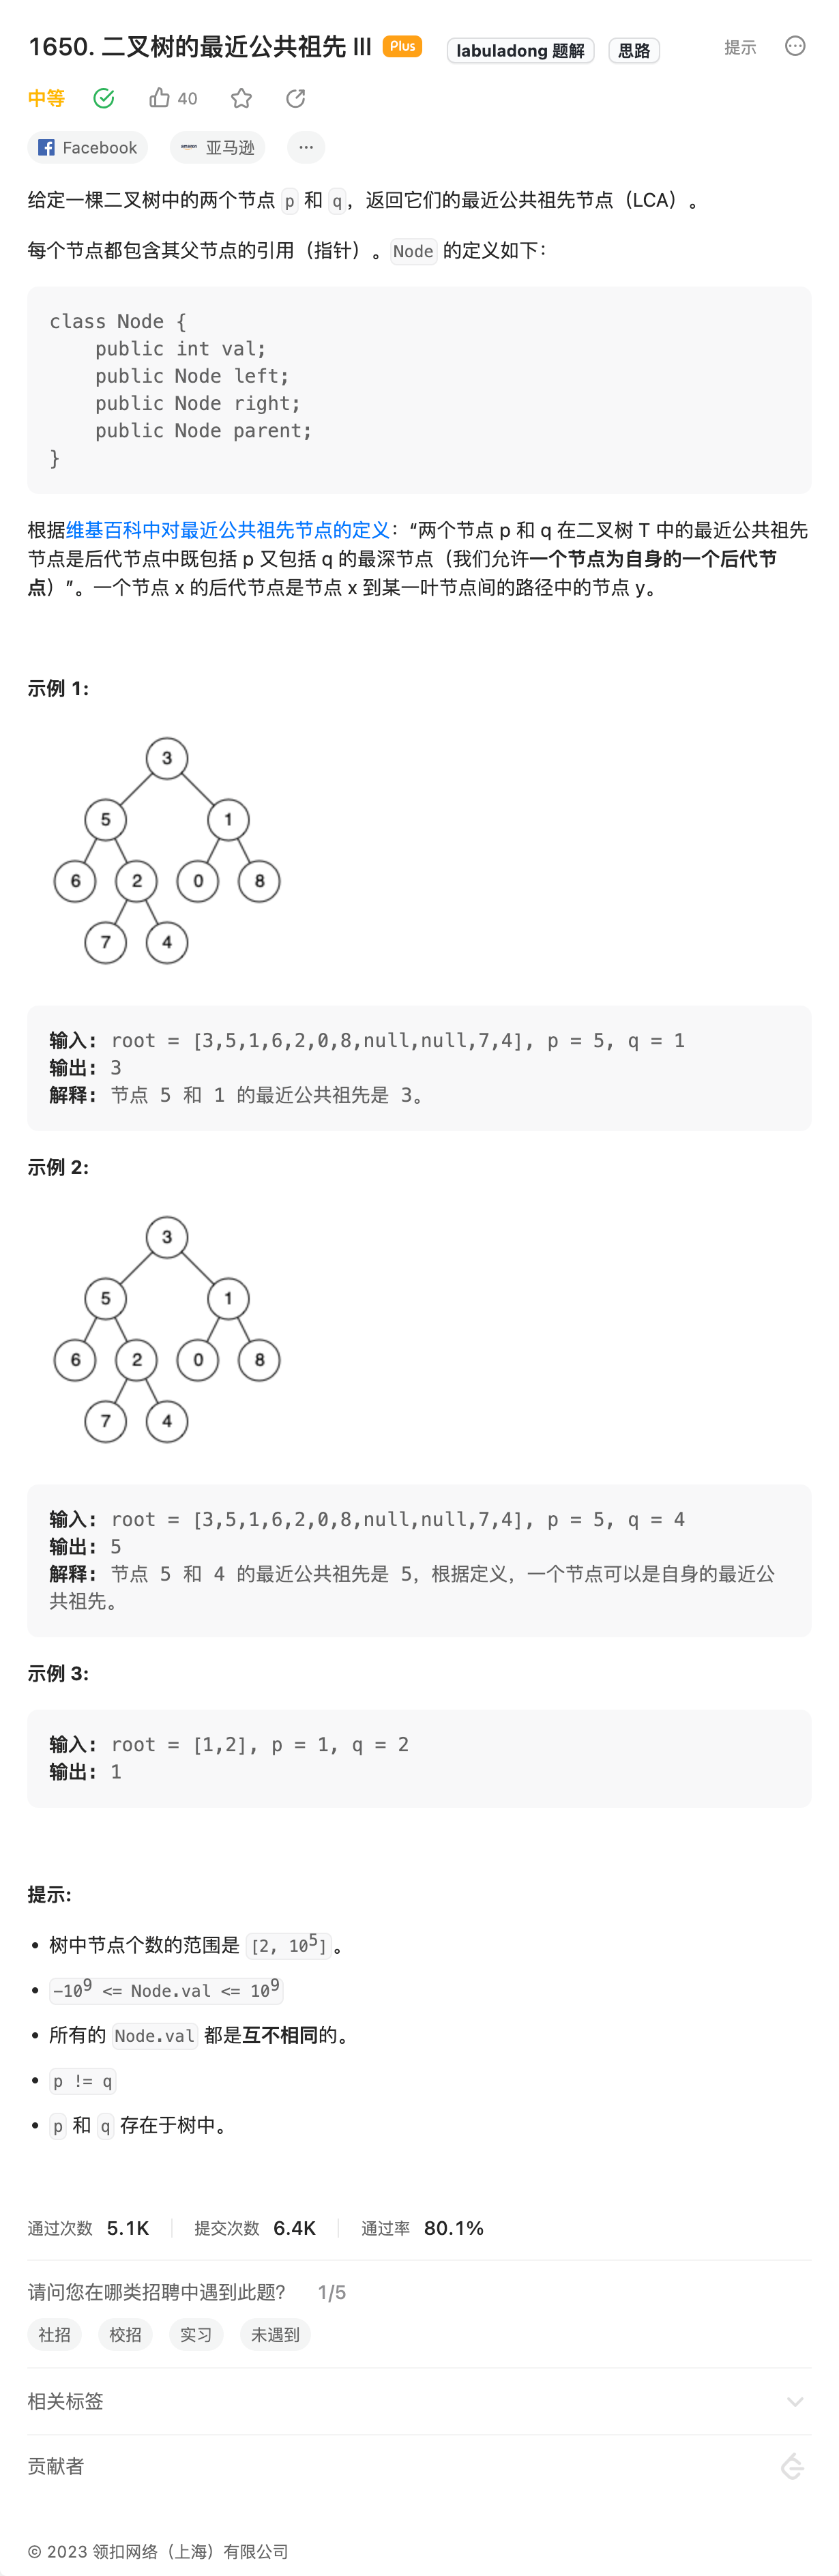 1650. 二叉树的最近公共祖先 III Plus labuladong 题解 思路 提示
中等 40
Facebook amazon 亚马逊 ...
给定一棵二叉树中的两个节点 p 和 q，返回它们的最近公共祖先节点（LCA）。
每个节点都包含其父节点的引用（指针）。Node 的定义如下：
class Node {
    public int val;
    public Node left;
    public Node right;
    public Node parent;
}
根据维基百科中对最近公共祖先节点的定义：“两个节点 p 和 q 在二叉树 T 中的最近公共祖先
节点是后代节点中既包括 p 又包括 q 的最深节点（我们允许一个节点为自身的一个后代节
点）”。一个节点 x 的后代节点是节点 x 到某一叶节点间的路径中的节点 y。
示例 1:
3
5 1
6 2 0 8
7 4
输入: root = [3,5,1,6,2,0,8,null,null,7,4], p = 5, q = 1
输出: 3
解释: 节点 5 和 1 的最近公共祖先是 3。
示例 2:
3
5 1
6 2 0 8
7 4
输入: root = [3,5,1,6,2,0,8,null,null,7,4], p = 5, q = 4
输出: 5
解释: 节点 5 和 4 的最近公共祖先是 5，根据定义，一个节点可以是自身的最近公
共祖先。
示例 3:
输入: root = [1,2], p = 1, q = 2
输出: 1
提示:
• 树中节点个数的范围是 [2, 10⁵]。
• -10⁹ <= Node.val <= 10⁹
• 所有的 Node.val 都是互不相同的。
• p != q
• p 和 q 存在于树中。
通过次数 5.1K 提交次数 6.4K 通过率 80.1%
请问您在哪类招聘中遇到此题? 1/5
社招 校招 实习 未遇到
相关标签
贡献者
© 2023 领扣网络（上海）有限公司